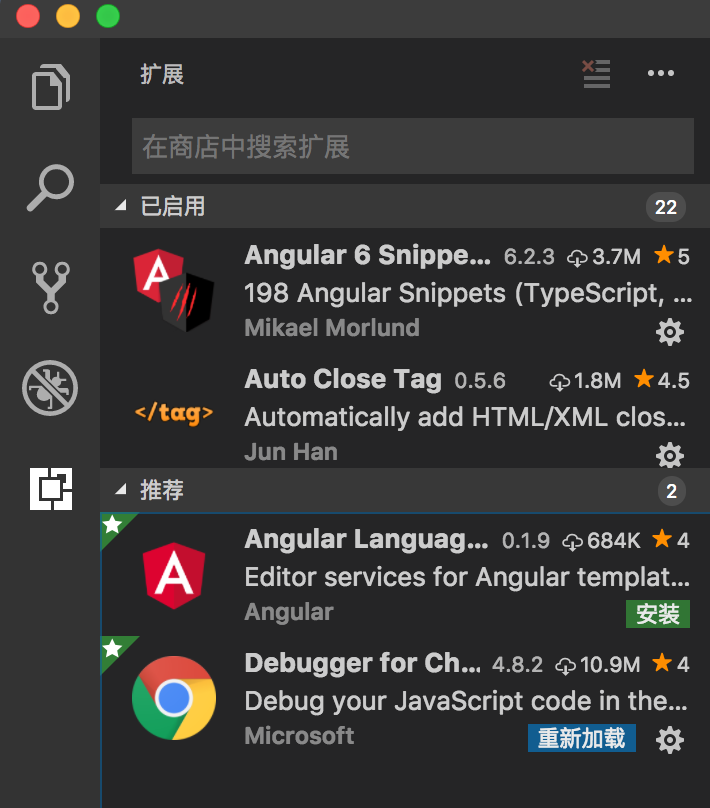 扩展
在商店中搜索扩展
已启用 22
Angular 6 Snippe... 6.2.3 3.7M 5
198 Angular Snippets (TypeScript, ...
Mikael Morlund
</tag>
Auto Close Tag 0.5.6 1.8M 4.5
Automatically add HTML/XML clos...
Jun Han
推荐 2
A
Angular Languag... 0.1.9 684K 4
Editor services for Angular templat...
Angular 安装
Debugger for Ch... 4.8.2 10.9M 4
Debug your JavaScript code in the...
Microsoft 重新加载